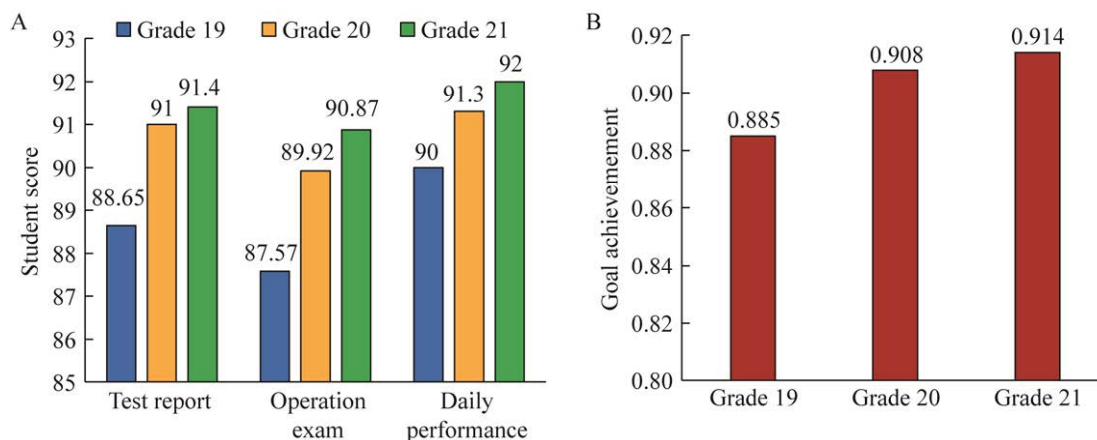 A
Grade 19 Grade 20 Grade 21
93
92
91
90
89
88
87
86
85
Student score
88.65 91 91.4
87.57 89.92 90.87
90 91.3 92
Test report
Operation
exam
Daily
performance
B
0.92
0.90
0.88
0.86
0.84
0.82
0.80
Goal achievemement
0.885
0.908
0.914
Grade 19 Grade 20 Grade 21